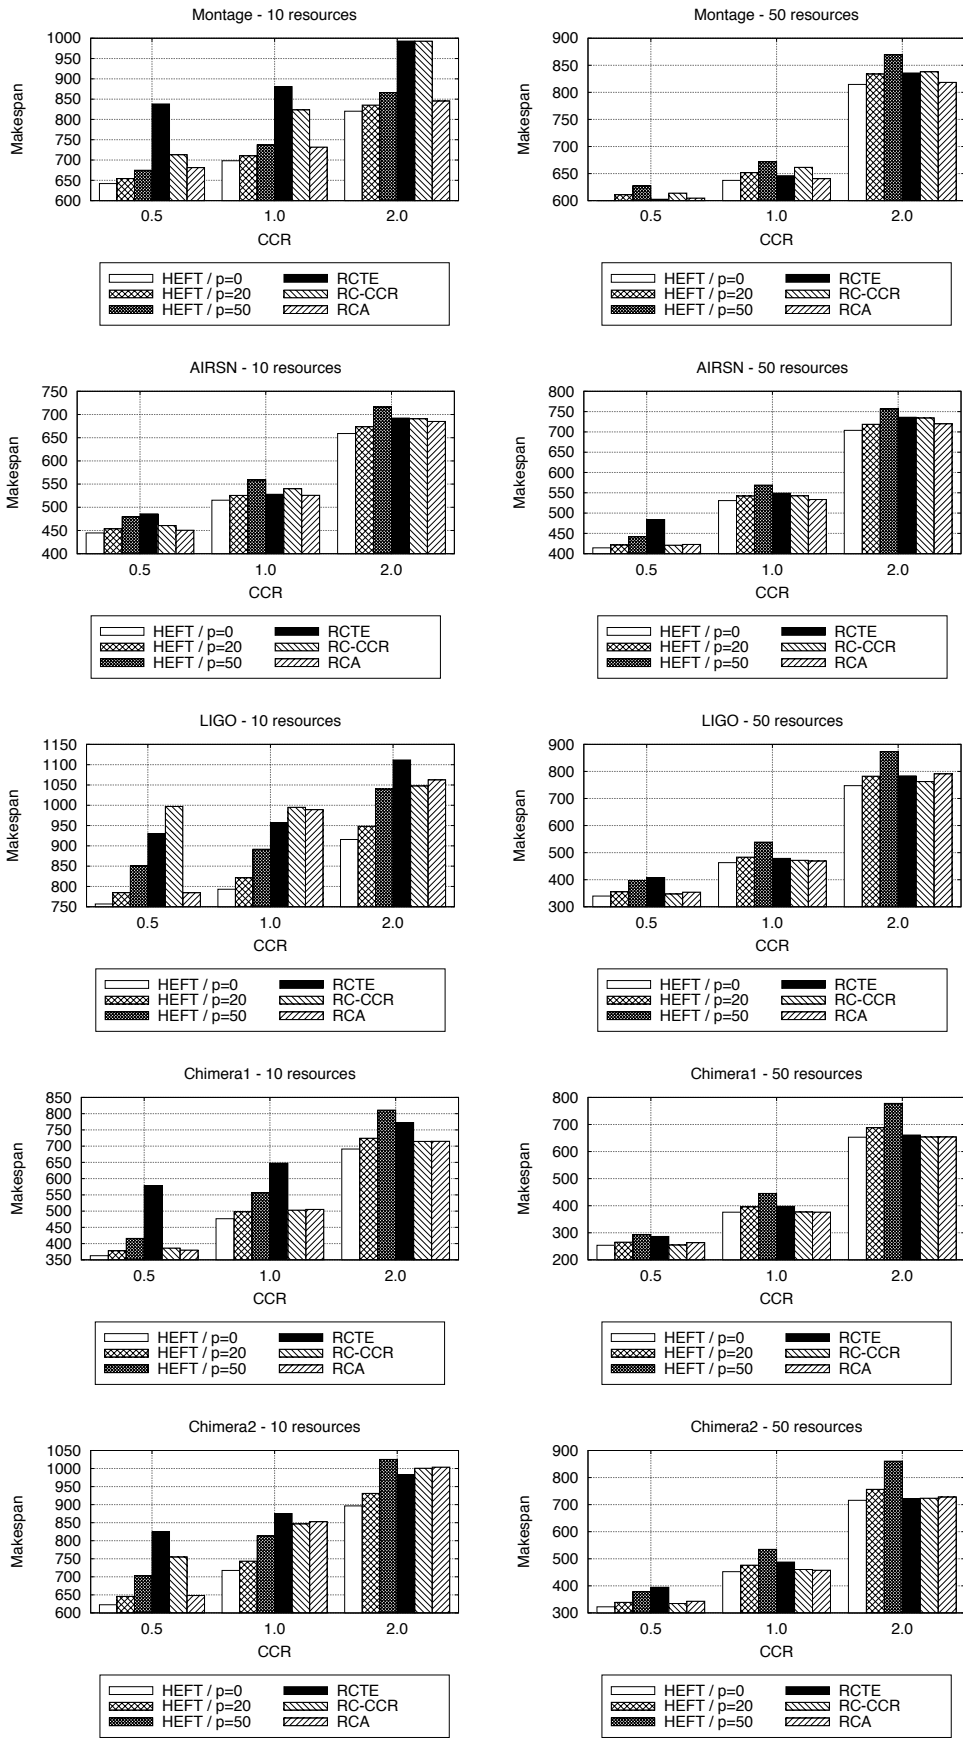 Montage - 10 resources
Makespan
1000
950
900
850
800
750
700
650
600
0.5 1.0 2.0
CCR
HEFT / p=0 RCTE
HEFT / p=20 RC-CCR
HEFT / p=50 RCA
Montage - 50 resources
Makespan
900
850
800
750
700
650
600
0.5 1.0 2.0
CCR
HEFT / p=0 RCTE
HEFT / p=20 RC-CCR
HEFT / p=50 RCA
AIRSN - 10 resources
Makespan
750
700
650
600
550
500
450
400
0.5 1.0 2.0
CCR
HEFT / p=0 RCTE
HEFT / p=20 RC-CCR
HEFT / p=50 RCA
AIRSN - 50 resources
Makespan
800
750
700
650
600
550
500
450
400
0.5 1.0 2.0
CCR
HEFT / p=0 RCTE
HEFT / p=20 RC-CCR
HEFT / p=50 RCA
LIGO - 10 resources
Makespan
1150
1100
1050
1000
950
900
850
800
750
0.5 1.0 2.0
CCR
HEFT / p=0 RCTE
HEFT / p=20 RC-CCR
HEFT / p=50 RCA
LIGO - 50 resources
Makespan
900
800
700
600
500
400
300
0.5 1.0 2.0
CCR
HEFT / p=0 RCTE
HEFT / p=20 RC-CCR
HEFT / p=50 RCA
Chimera1 - 10 resources
Makespan
850
800
750
700
650
600
550
500
450
400
350
0.5 1.0 2.0
CCR
HEFT / p=0 RCTE
HEFT / p=20 RC-CCR
HEFT / p=50 RCA
Chimera1 - 50 resources
Makespan
800
700
600
500
400
300
200
0.5 1.0 2.0
CCR
HEFT / p=0 RCTE
HEFT / p=20 RC-CCR
HEFT / p=50 RCA
Chimera2 - 10 resources
Makespan
1050
1000
950
900
850
800
750
700
650
600
0.5 1.0 2.0
CCR
HEFT / p=0 RCTE
HEFT / p=20 RC-CCR
HEFT / p=50 RCA
Chimera2 - 50 resources
Makespan
900
800
700
600
500
400
300
0.5 1.0 2.0
CCR
HEFT / p=0 RCTE
HEFT / p=20 RC-CCR
HEFT / p=50 RCA